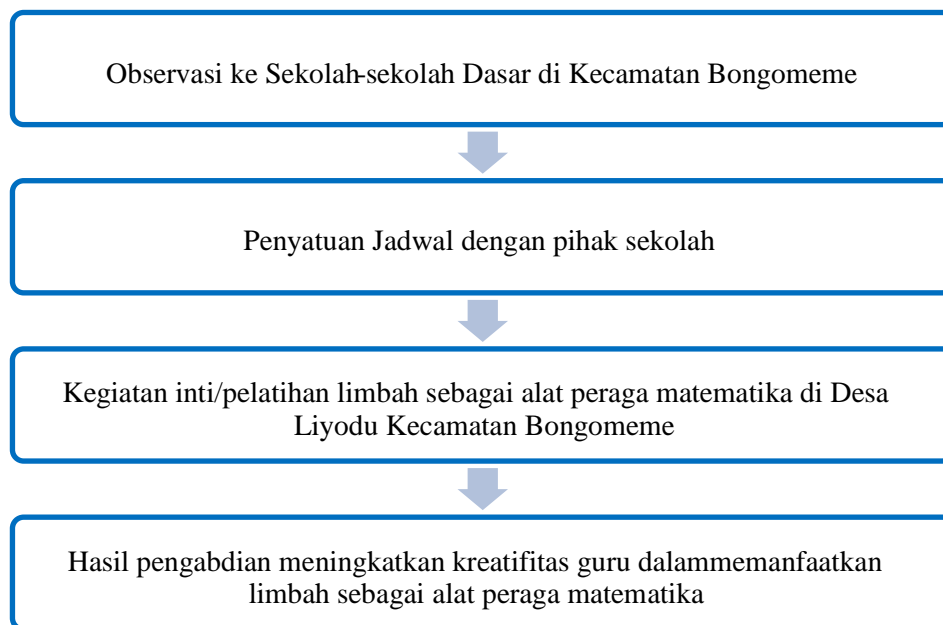 Observasi ke Sekolah-sekolah Dasar di Kecamatan Bongomeme
Penyatuan Jadwal dengan pihak sekolah
Kegiatan inti/pelatihan limbah sebagai alat peraga matematika di Desa
Liyodu Kecamatan Bongomeme
Hasil pengabdian meningkatkan kreatifitas guru dalammemanfaatkan
limbah sebagai alat peraga matematika